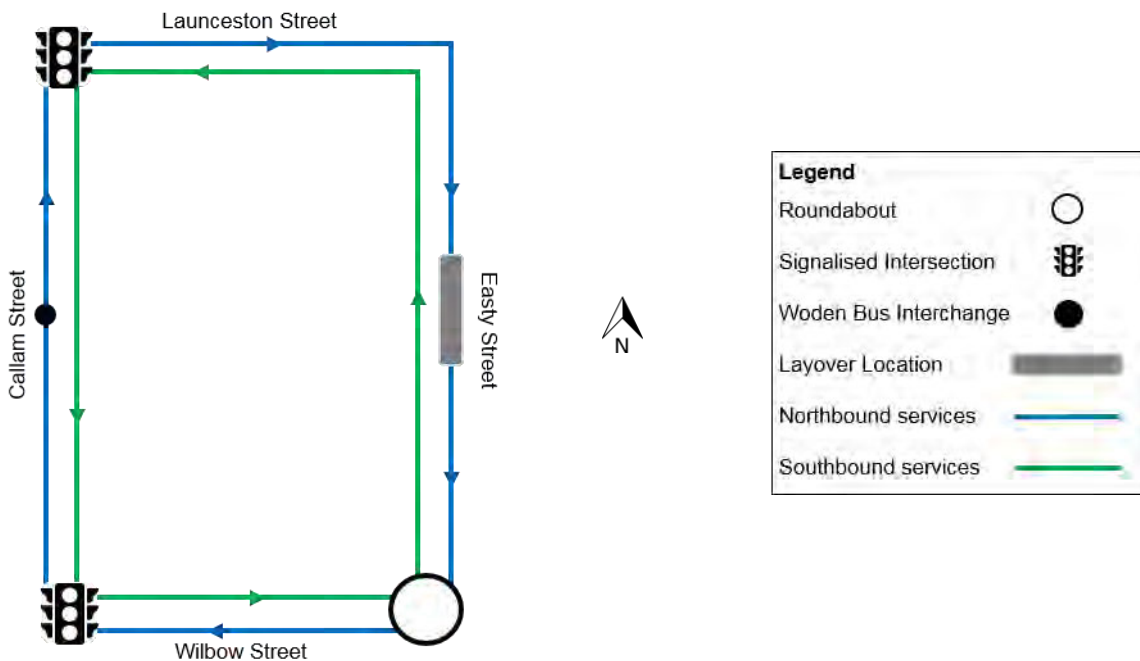 Launceston Street
Callam Street
Easty Street
Wilbow Street
N
Legend
Roundabout
Signalised Intersection
Woden Bus Interchange
Layover Location
Northbound services
Southbound services